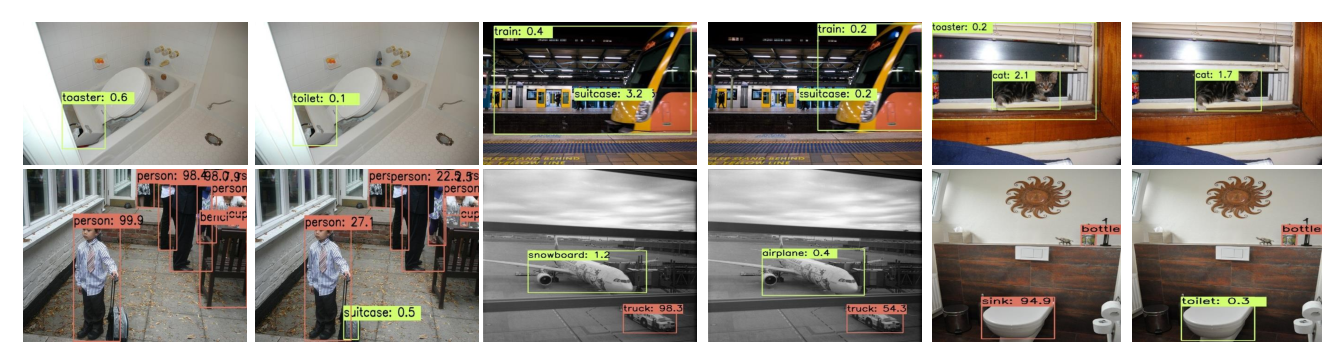 toaster: 0.6
toilet: 0.1
train: 0.4
suitcase: 3.2
train: 0.2
suitcase: 0.2
toaster: 0.2
cat: 2.1
cat: 1.7
person: 98.4
person
person: 99.9
person: 22.5
person
person: 27.1
suitcase: 0.5
snowboard: 1.2
truck: 98.3
airplane: 0.4
truck: 54.3
bottle
sink: 94.9
bottle
toilet: 0.3